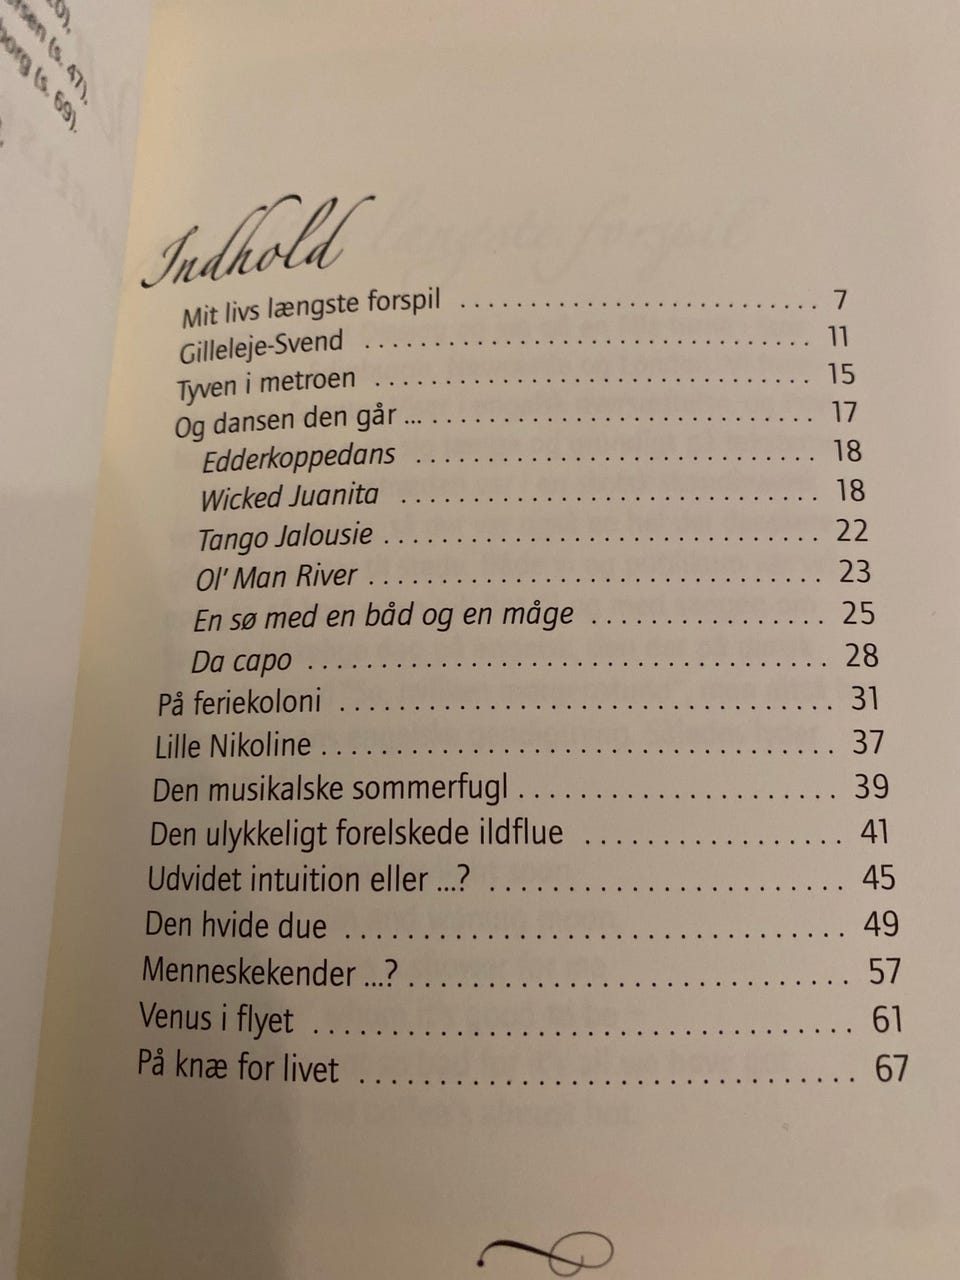 (s. 47).
(s. 69).
Indhold
Mit livs længste forspil ........................ 7
Gilleleje-Svend ................................ 11
Tyven i metroen ............................... 15
Og dansen den går ... ........................... 17
Edderkoppedans ............................. 18
Wicked Juanita .............................. 18
Tango Jalousie ............................... 22
Ol' Man River ................................ 23
En sø med en båd og en måge ................ 25
Da capo .................................... 28
På feriekoloni .................................. 31
Lille Nikoline ................................... 37
Den musikalske sommerfugl ..................... 39
Den ulykkeligt forelskede ildflue ................. 41
Udvidet intuition eller ...? ........................ 45
Den hvide due .................................. 49
Menneskekender ...? .............................. 57
Venus i flyet .................................... 61
På knæ for livet ................................. 67